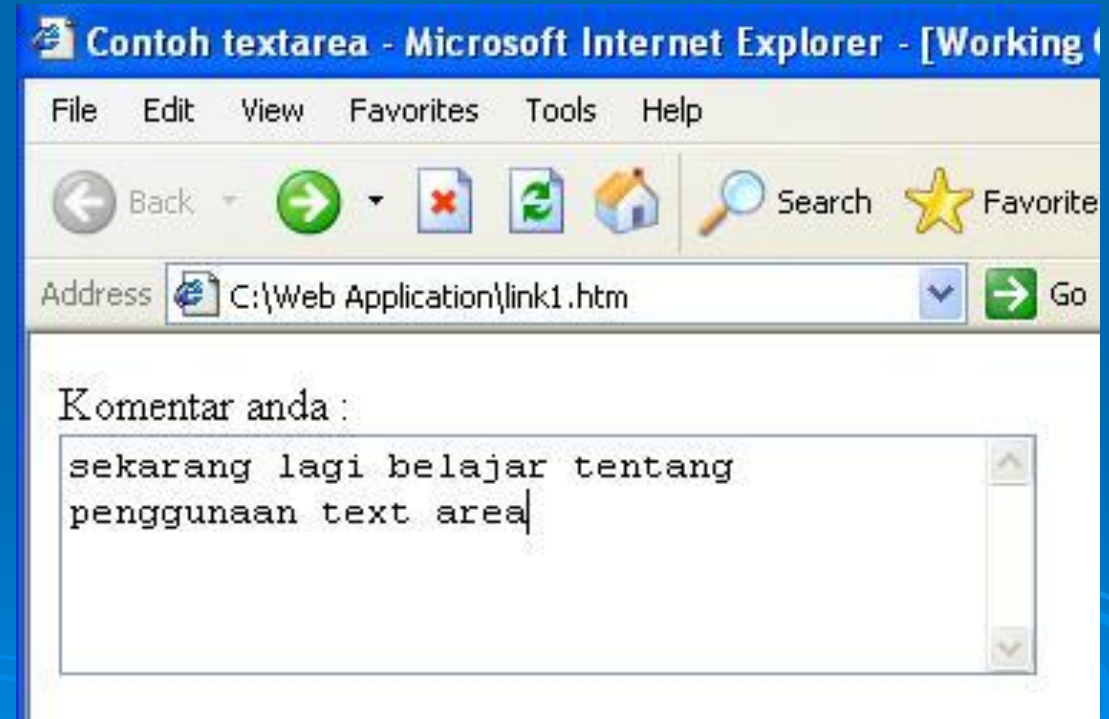 Contoh textarea - Microsoft Internet Explorer - [Working
File Edit View Favorites Tools Help
Back Search Favorite
Address C:\Web Application\link1.htm Go
Komentar anda :
sekarang lagi belajar tentang
penggunaan text area